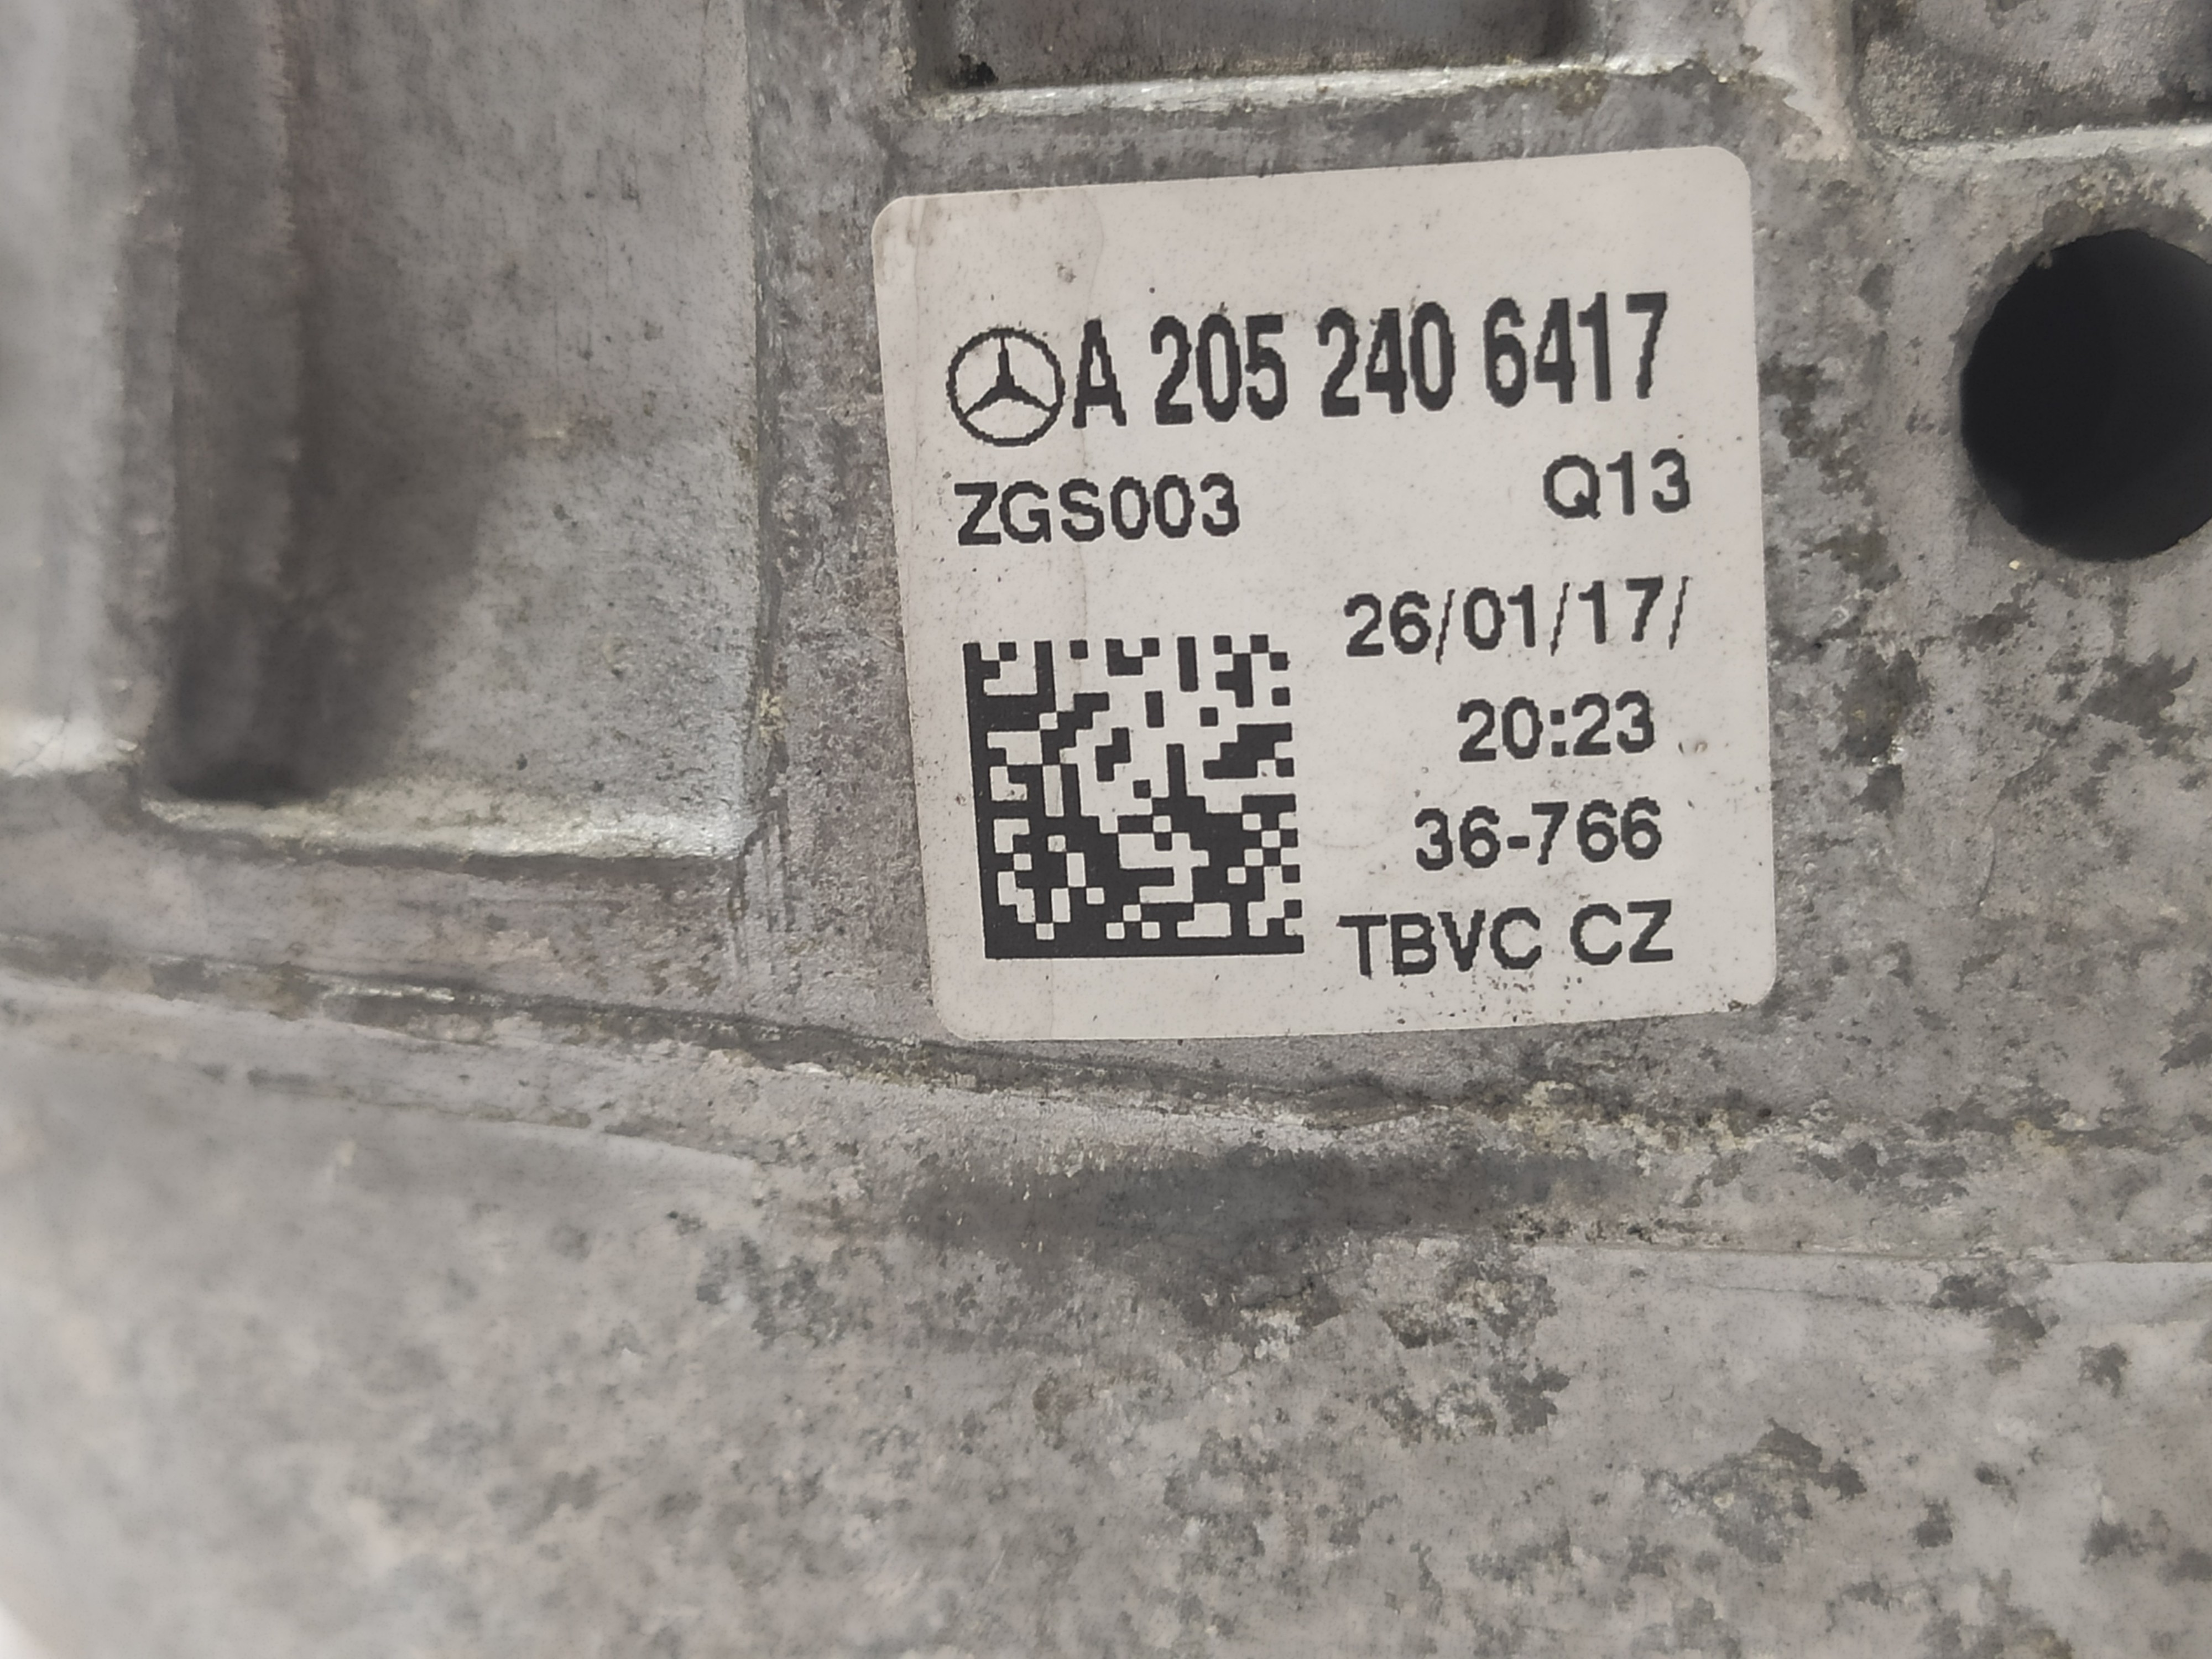 A 205 240 6417
ZGS003 Q13
26/01/17/
20:23
36-766
TBVC CZ